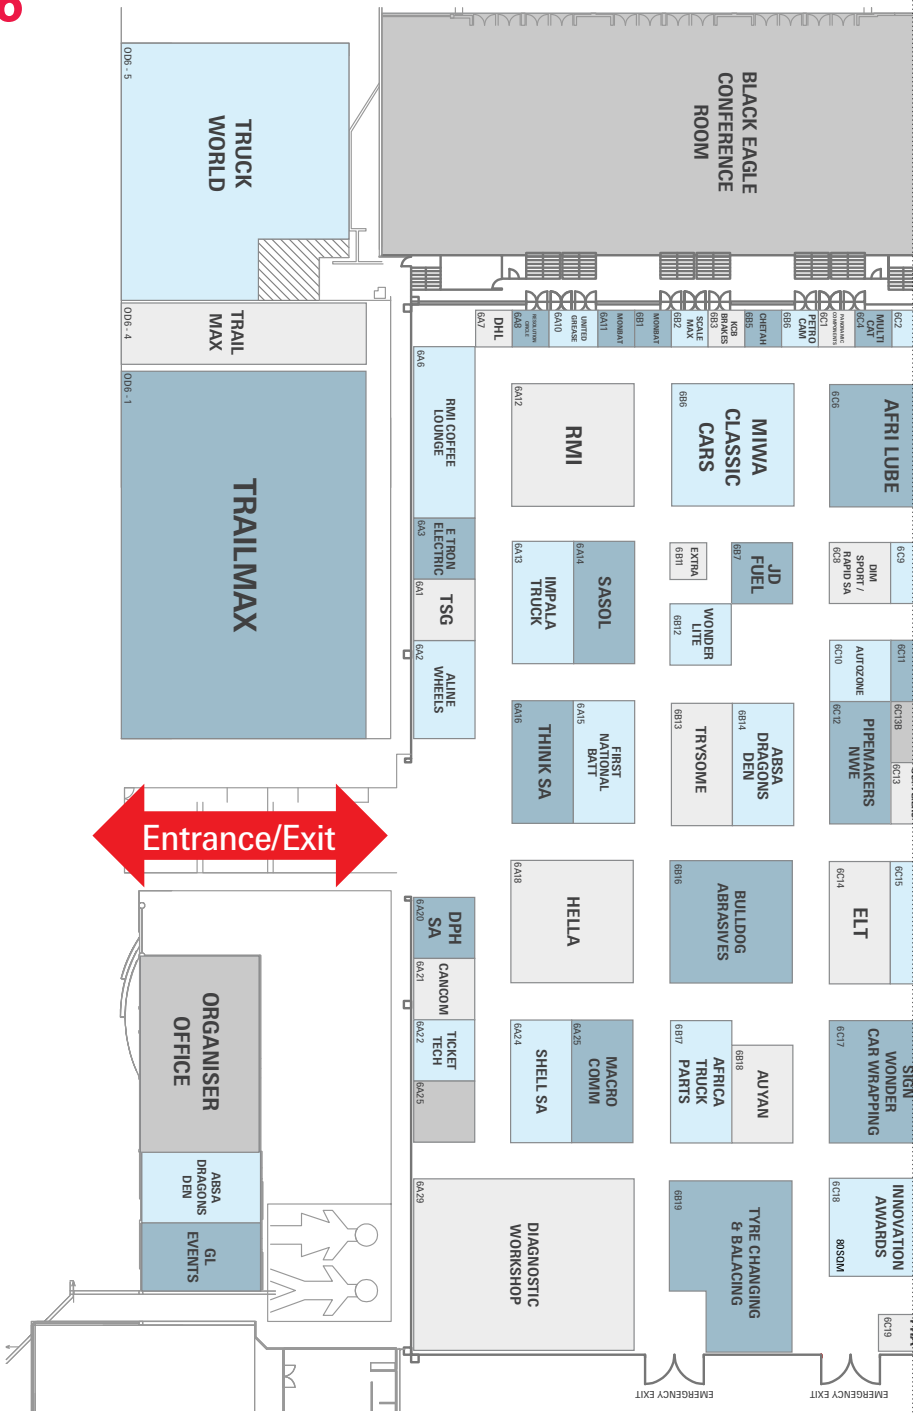 6
OD6 - 5
TRUCK
WORLD
BLACK EAGLE
CONFERENCE
ROOM
OD6 - 4
TRAIL
MAX
OD6 - 1
TRAILMAX
6A7
DHL
6A8
RESOLUTION
CIRCLE
6A10
UNITED
GREASE
6A11
MONBAT
6B1
MONBAT
6B2
SCALE
MAX
6B3
KCB
BRAKES
6B5
CHETAH
6B6
PETRO
CAM
6C1
PANORAMIC
COMPONENTS
6C4
MULTI
CAT
6C2
6A6
RMI COFFEE
LOUNGE
6A12
RMI
6B6
MIWA
CLASSIC
CARS
6C6
AFRI LUBE
6A3
E TRON
ELECTRIC
6A1
TSG
6A2
ALINE
WHEELS
6A13
IMPALA
TRUCK
6A14
SASOL
6B11
EXTRA
6B7
JD
FUEL
6B12
WONDER
LITE
6C8
DIM
SPORT /
RAPID SA
6C9
6C10
AUTOZONE
6C11
6C12
PIPEMAKERS
NWE
6C13B
6C13
6A16
THINK SA
6A15
FIRST
NATIONAL
BATT
6B13
TRYSOME
6B14
ABSA
DRAGONS
DEN
Entrance/Exit
6A18
HELLA
6B16
BULLDOG
ABRASIVES
6C14
ELT
6C15
6A20
DPH
SA
6A21
CANCOM
6A22
TICKET
TECH
6A25
6A24
SHELL SA
6A25
MACRO
COMM
6B17
AFRICA
TRUCK
PARTS
6B18
AUYAN
6C17
SIGN
WONDER
CAR WRAPPING
ORGANISER
OFFICE
ABSA
DRAGONS
DEN
GL
EVENTS
6A29
DIAGNOSTIC
WORKSHOP
6B19
TYRE CHANGING
& BALACING
6C18
INNOVATION
AWARDS
80SQM
6C19
EMERGENCY EXIT
EMERGENCY EXIT